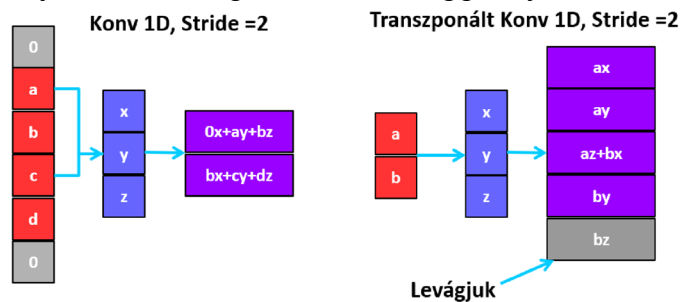 Konv 1D, Stride =2
0
a
b
c
d
0
x
y
z
0x+ay+bz
bx+cy+dz
Transzponált Konv 1D, Stride =2
a
b
x
y
z
ax
ay
az+bx
by
bz
Levágjuk